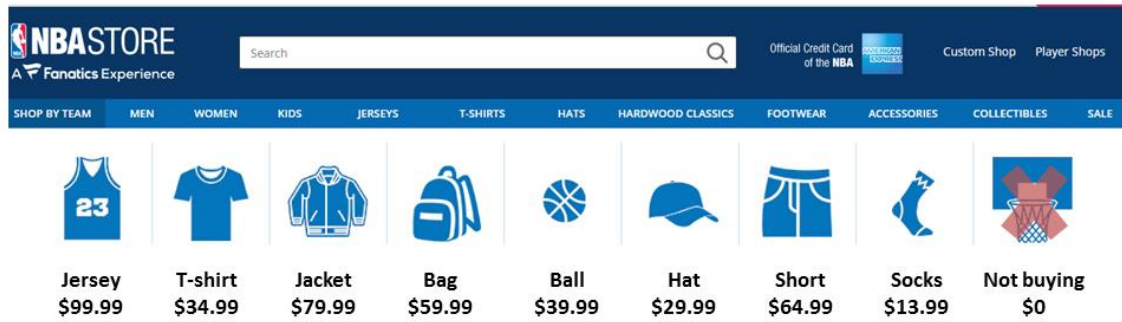 NBASTORE
A Fanatics Experience
Search
Official Credit Card
of the NBA
AMERICAN
EXPRESS
Custom Shop Player Shops
SHOP BY TEAM MEN WOMEN KIDS JERSEYS T-SHIRTS HATS HARDWOOD CLASSICS FOOTWEAR ACCESSORIES COLLECTIBLES SALE
23
Jersey T-shirt Jacket Bag Ball Hat Short Socks Not buying
$99.99 $34.99 $79.99 $59.99 $39.99 $29.99 $64.99 $13.99 $0